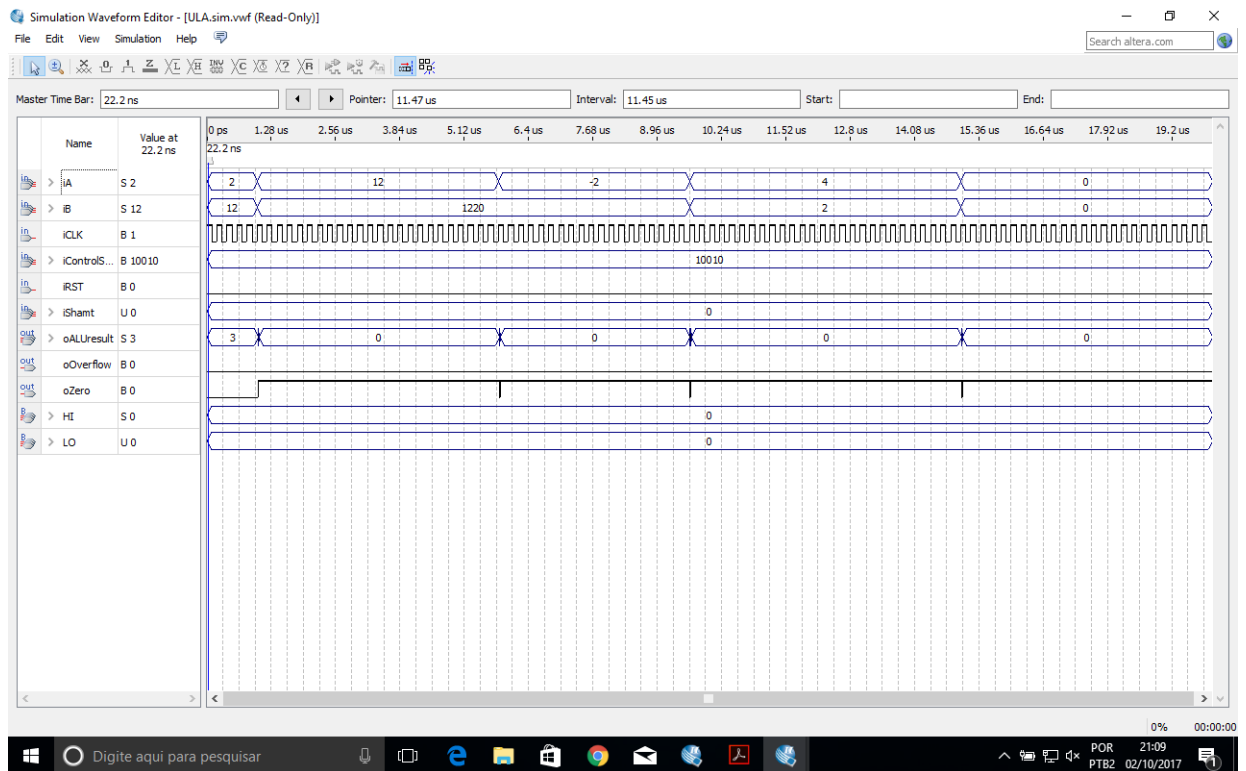 Simulation Waveform Editor - [ULA.sim.vwf (Read-Only)]
File Edit View Simulation Help
Search altera.com
Master Time Bar: 22.2 ns Pointer: 11.47 us Interval: 11.45 us Start: End:
Name Value at 22.2 ns
0 ps 1.28 us 2.56 us 3.84 us 5.12 us 6.4 us 7.68 us 8.96 us 10.24 us 11.52 us 12.8 us 14.08 us 15.36 us 16.64 us 17.92 us 19.2 us
22.2 ns
iA S 2 2 12 -2 4 0
iB S 12 12 1220 2 0
iCLK B 1
iControlS... B 10010 10010
iRST B 0
iShamt U 0 0
oALUresult S 3 3 0 0 0 0
oOverflow B 0
oZero B 0
HI S 0 0
LO U 0 0
0% 00:00:00
Digite aqui para pesquisar
POR 21:09
PTB2 02/10/2017